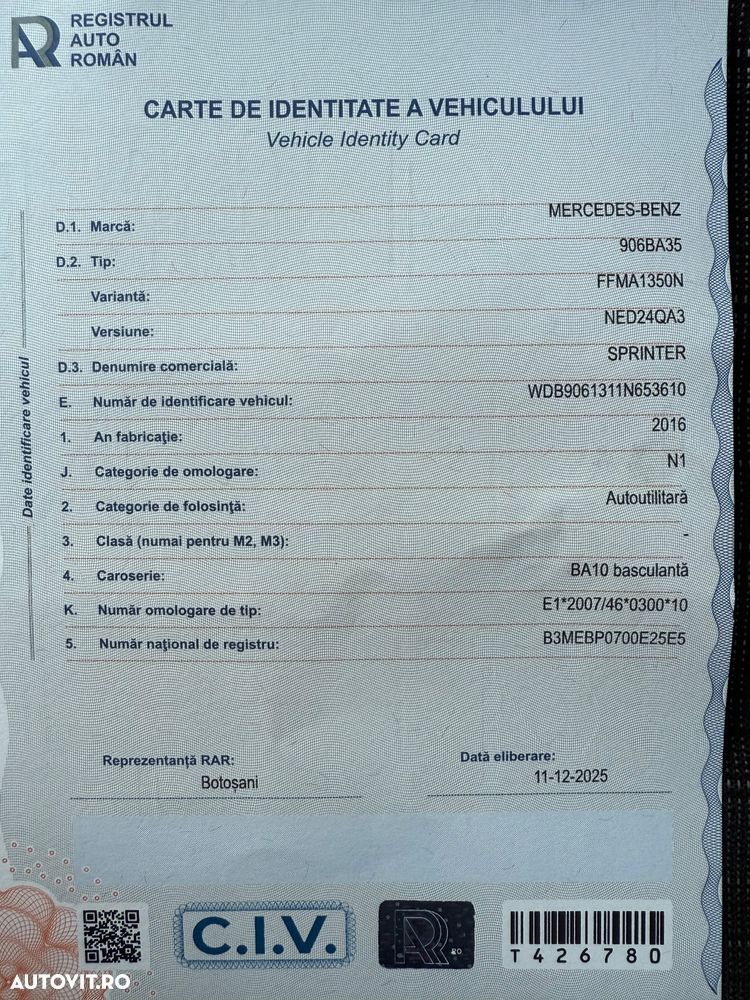 REGISTRUL
AUTO
ROMÂN
CARTE DE IDENTITATE A VEHICULULUI
Vehicle Identity Card
Date identificare vehicul
D.1. Marcă: MERCEDES-BENZ
D.2. Tip: 906BA35
Variantă: FFMA1350N
Versiune: NED24QA3
D.3. Denumire comercială: SPRINTER
E. Număr de identificare vehicul: WDB9061311N653610
1. An fabricaţie: 2016
J. Categorie de omologare: N1
2. Categorie de folosinţă: Autoutilitară
3. Clasă (numai pentru M2, M3): -
4. Caroserie: BA10 basculantă
K. Număr omologare de tip: E1*2007/46*0300*10
5. Număr naţional de registru: B3MEBP0700E25E5
Reprezentanță RAR: Dată eliberare:
Botoșani 11-12-2025
C.I.V.
RO
T426780
AUTOVIT.RO